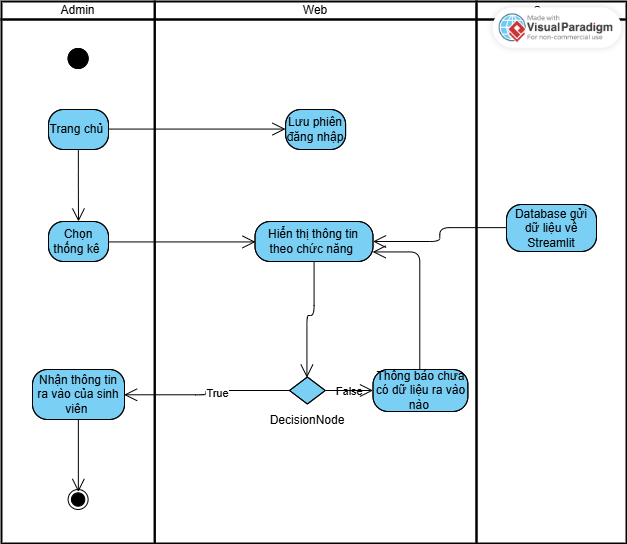 Admin
Web
Made with
VisualParadigm
For non-commercial use
Trang chủ
Lưu phiên
đăng nhập
Chọn
thống kê
Hiển thị thông tin
theo chức năng
Database gửi
dữ liệu về
Streamlit
Nhận thông tin
ra vào của sinh
viên
True
False
Thông báo chưa
có dữ liệu ra vào
nào
DecisionNode